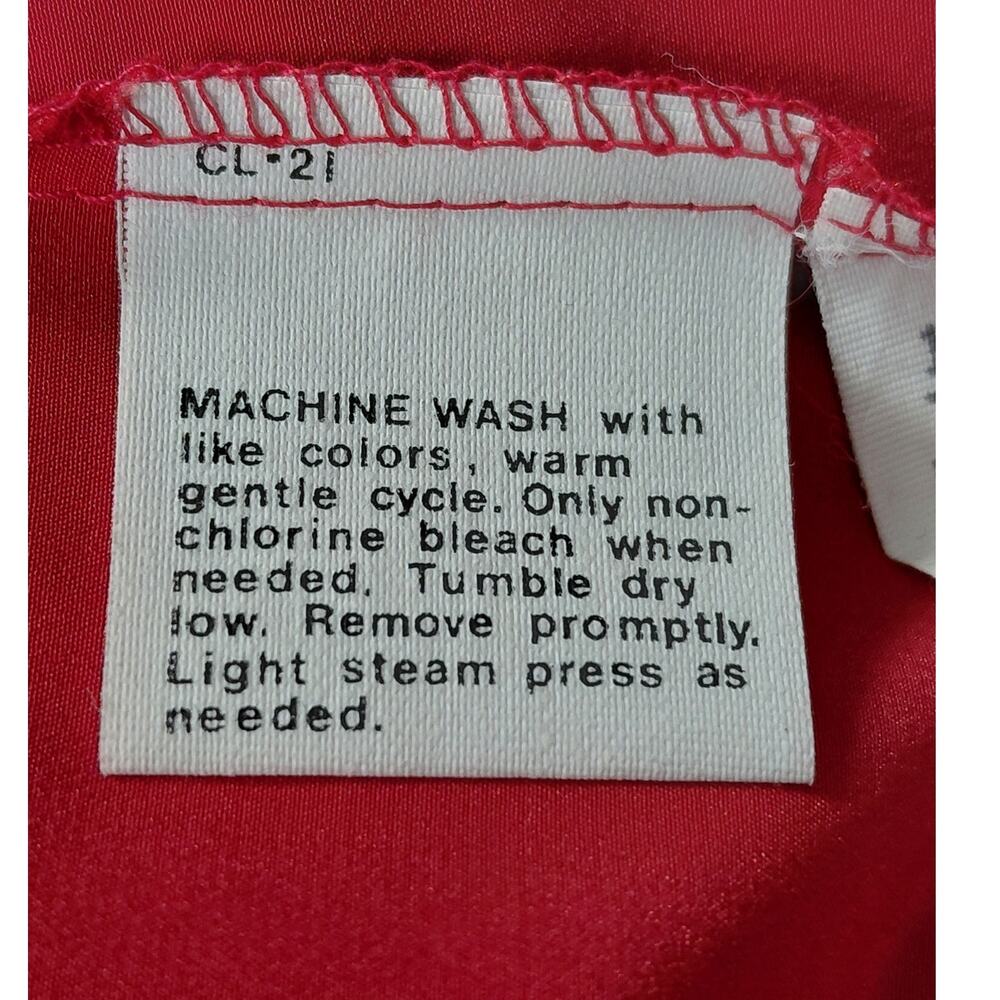 CL-21
MACHINE WASH with
like colors, warm
gentle cycle. Only non-
chlorine bleach when
needed. Tumble dry
low. Remove promptly.
Light steam press as
needed.